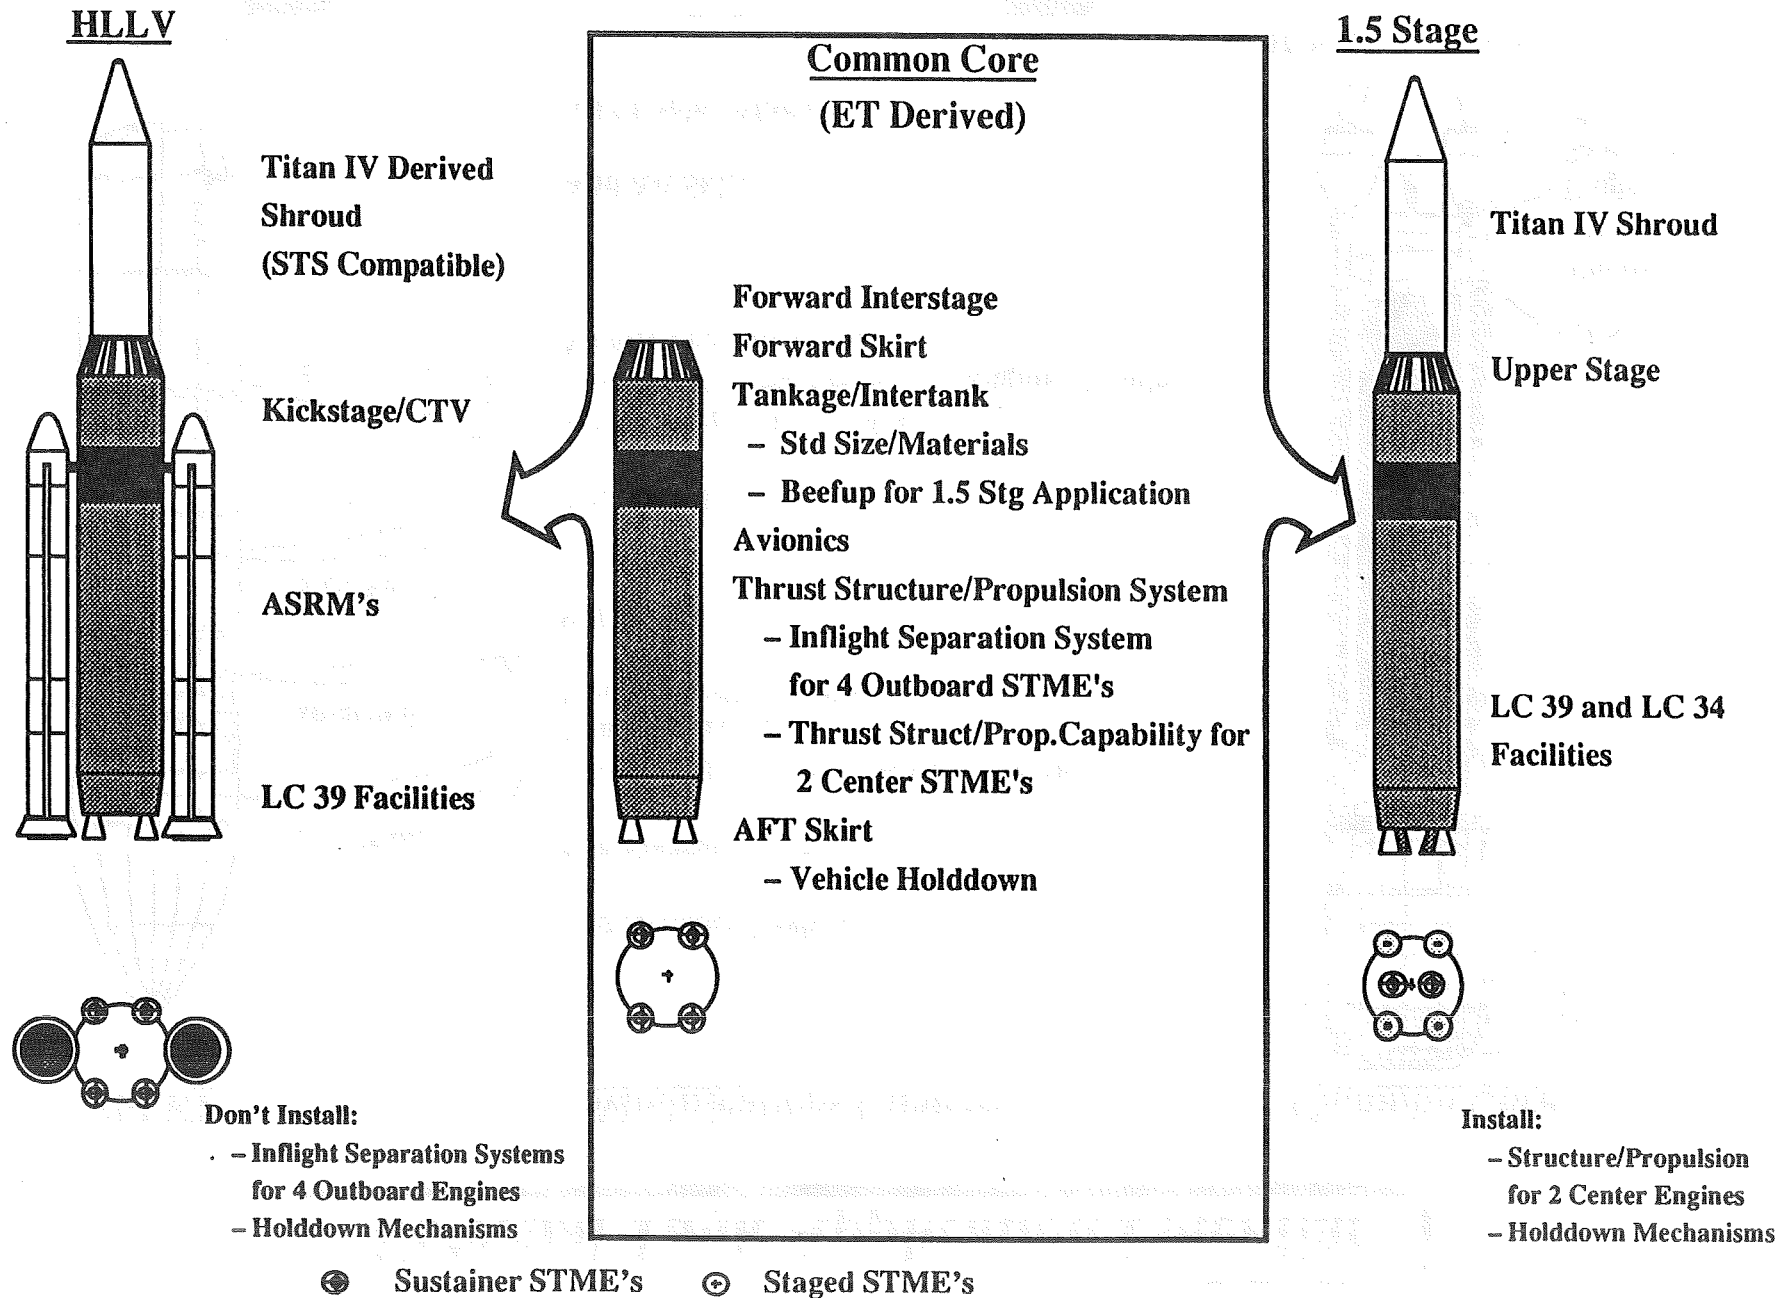 HLLV
Titan IV Derived
Shroud
(STS Compatible)
Kickstage/CTV
ASRM's
LC 39 Facilities
Don't Install:
– Inflight Separation Systems
for 4 Outboard Engines
– Holddown Mechanisms
Common Core
(ET Derived)
Forward Interstage
Forward Skirt
Tankage/Intertank
– Std Size/Materials
– Beefup for 1.5 Stg Application
Avionics
Thrust Structure/Propulsion System
– Inflight Separation System
for 4 Outboard STME's
– Thrust Struct/Prop.Capability for
2 Center STME's
AFT Skirt
– Vehicle Holddown
1.5 Stage
Titan IV Shroud
Upper Stage
LC 39 and LC 34
Facilities
Install:
– Structure/Propulsion
for 2 Center Engines
– Holddown Mechanisms
Sustainer STME's
Staged STME's